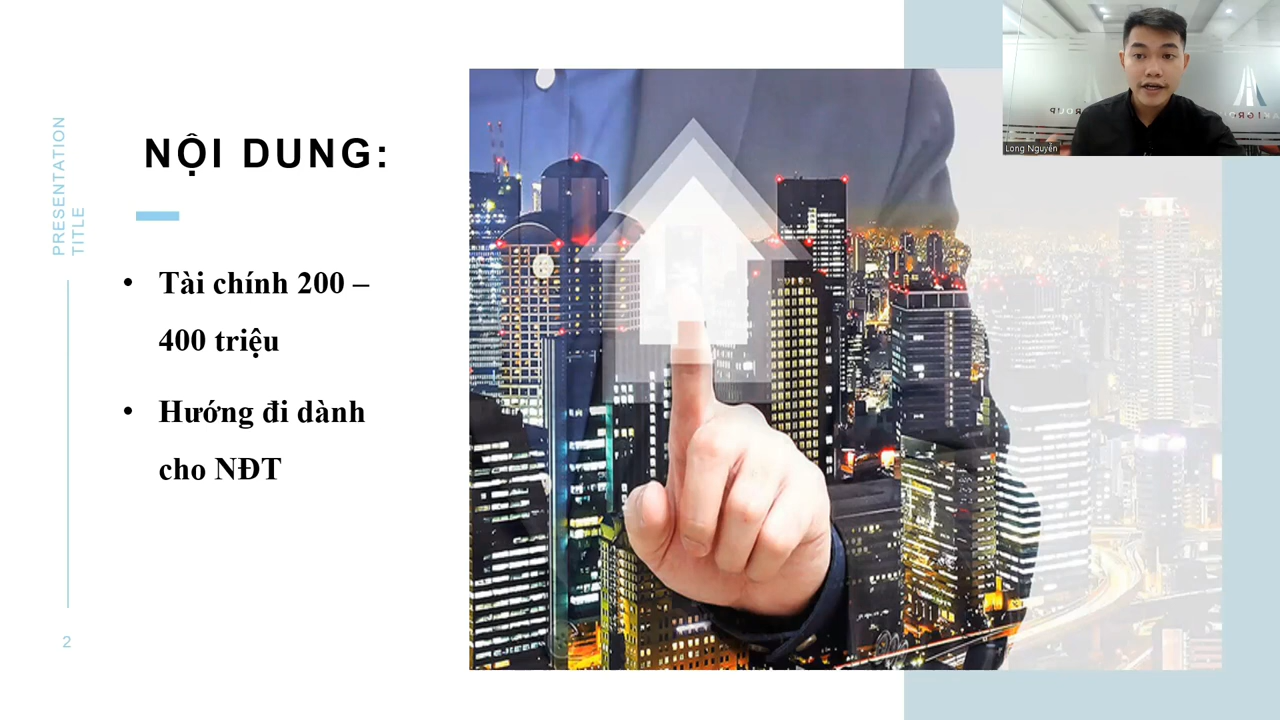 PRESENTATION
TITLE
NỘI DUNG:
• Tài chính 200 –
400 triệu
• Hướng đi dành
cho NĐT
2
Long Nguyễn